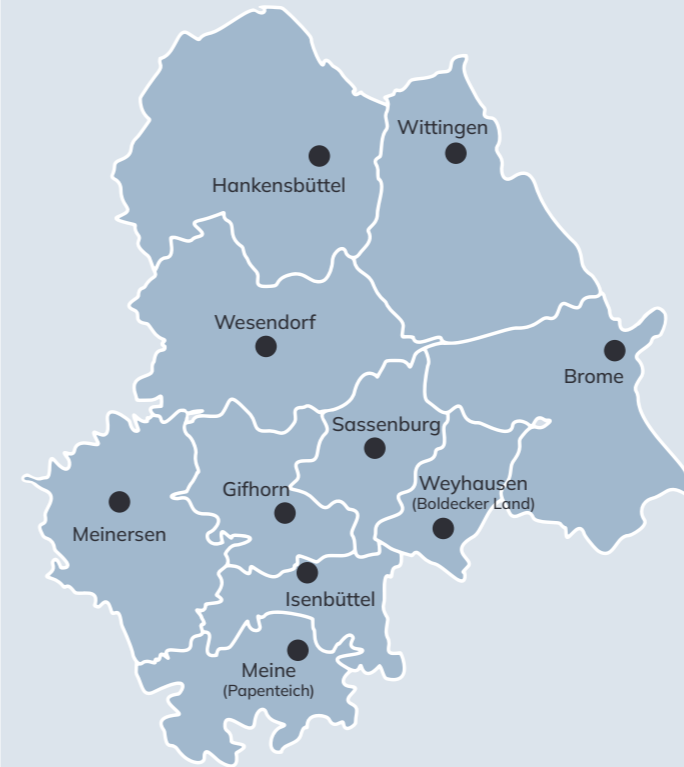 Wittingen
Hankensbüttel
Wesendorf
Brome
Sassenburg
Weyhausen
(Boldecker Land)
Gifhorn
Meinersen
Isenbüttel
Meine
(Papenteich)